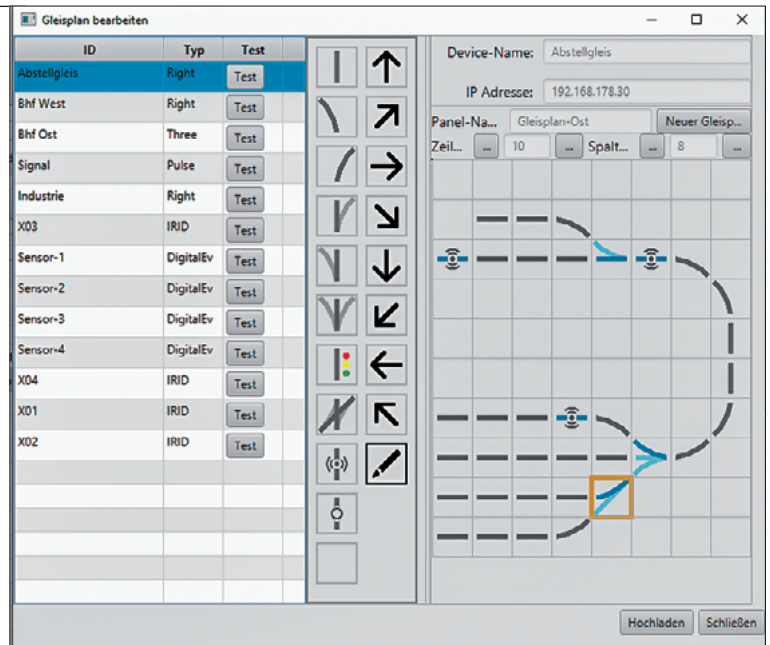 Gleisplan bearbeiten
ID Typ Test
Abstellgleis Right Test
Bhf West Right Test
Bhf Ost Three Test
Signal Pulse Test
Industrie Right Test
X03 IRID Test
Sensor-1 DigitalEv Test
Sensor-2 DigitalEv Test
Sensor-3 DigitalEv Test
Sensor-4 DigitalEv Test
X04 IRID Test
X01 IRID Test
X02 IRID Test
Device-Name: Abstellgleis
IP Adresse: 192.168.178.30
Panel-Na... Gleisplan-Ost Neuer Gleisp...
Zeil... ... 10 ... Spalt... ... 8 ...
Hochladen Schließen